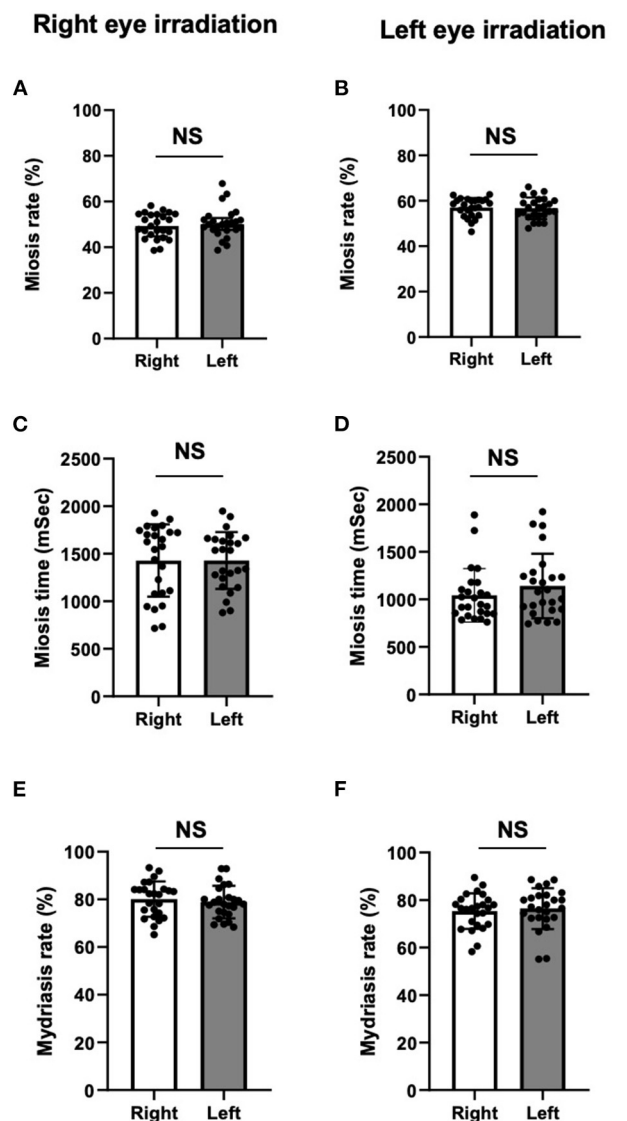 Right eye irradiation
Left eye irradiation
A
B
NS
NS
Miosis rate (%)
100
80
60
40
20
0
Right Left
Miosis rate (%)
100
80
60
40
20
0
Right Left
C
D
NS
NS
Miosis time (mSec)
2500
2000
1500
1000
500
0
Right Left
Miosis time (mSec)
2500
2000
1500
1000
500
0
Right Left
E
F
NS
NS
Mydriasis rate (%)
100
80
60
40
20
0
Right Left
Mydriasis rate (%)
100
80
60
40
20
0
Right Left